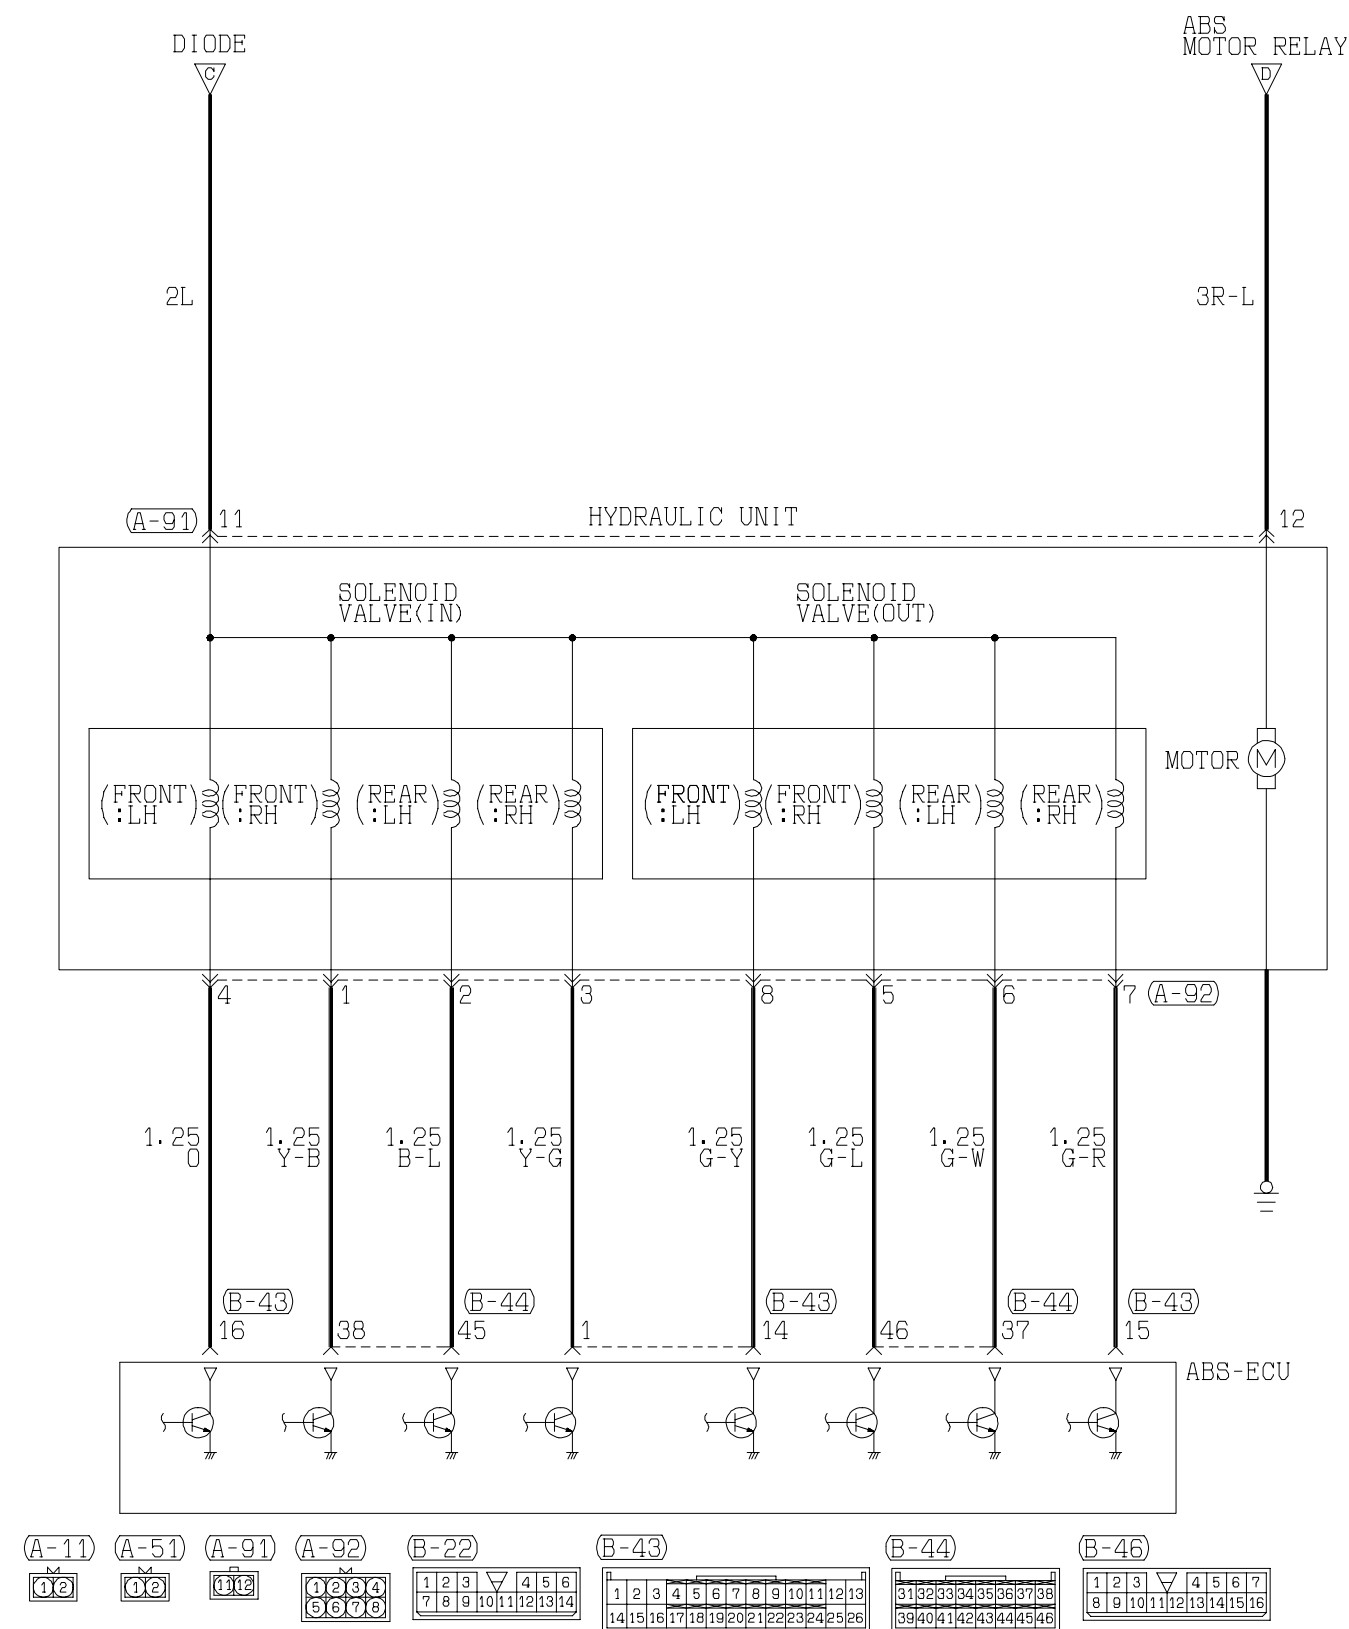 DIODE
ABS
MOTOR RELAY
C
D
2L
3R-L
A-91
11
HYDRAULIC UNIT
12
SOLENOID
VALVE(IN)
SOLENOID
VALVE(OUT)
MOTOR
M
(FRONT)
:LH
(FRONT)
:RH
(REAR)
:LH
(REAR)
:RH
(FRONT)
:LH
(FRONT)
:RH
(REAR)
:LH
(REAR)
:RH
4
1
2
3
8
5
6
7
A-92
1.25
O
1.25
Y-B
1.25
B-L
1.25
Y-G
1.25
G-Y
1.25
G-L
1.25
G-W
1.25
G-R
B-43
B-44
B-43
B-44
B-43
16
38
45
1
14
46
37
15
ABS-ECU
A-11
1 2
A-51
1 2
A-91
11 12
A-92
1 2 3 4
5 6 7 8
B-22
1 2 3 4 5 6
7 8 9 10 11 12 13 14
B-43
1 2 3 4 5 6 7 8 9 10 11 12 13
14 15 16 17 18 19 20 21 22 23 24 25 26
B-44
31 32 33 34 35 36 37 38
39 40 41 42 43 44 45 46
B-46
1 2 3 4 5 6 7
8 9 10 11 12 13 14 15 16